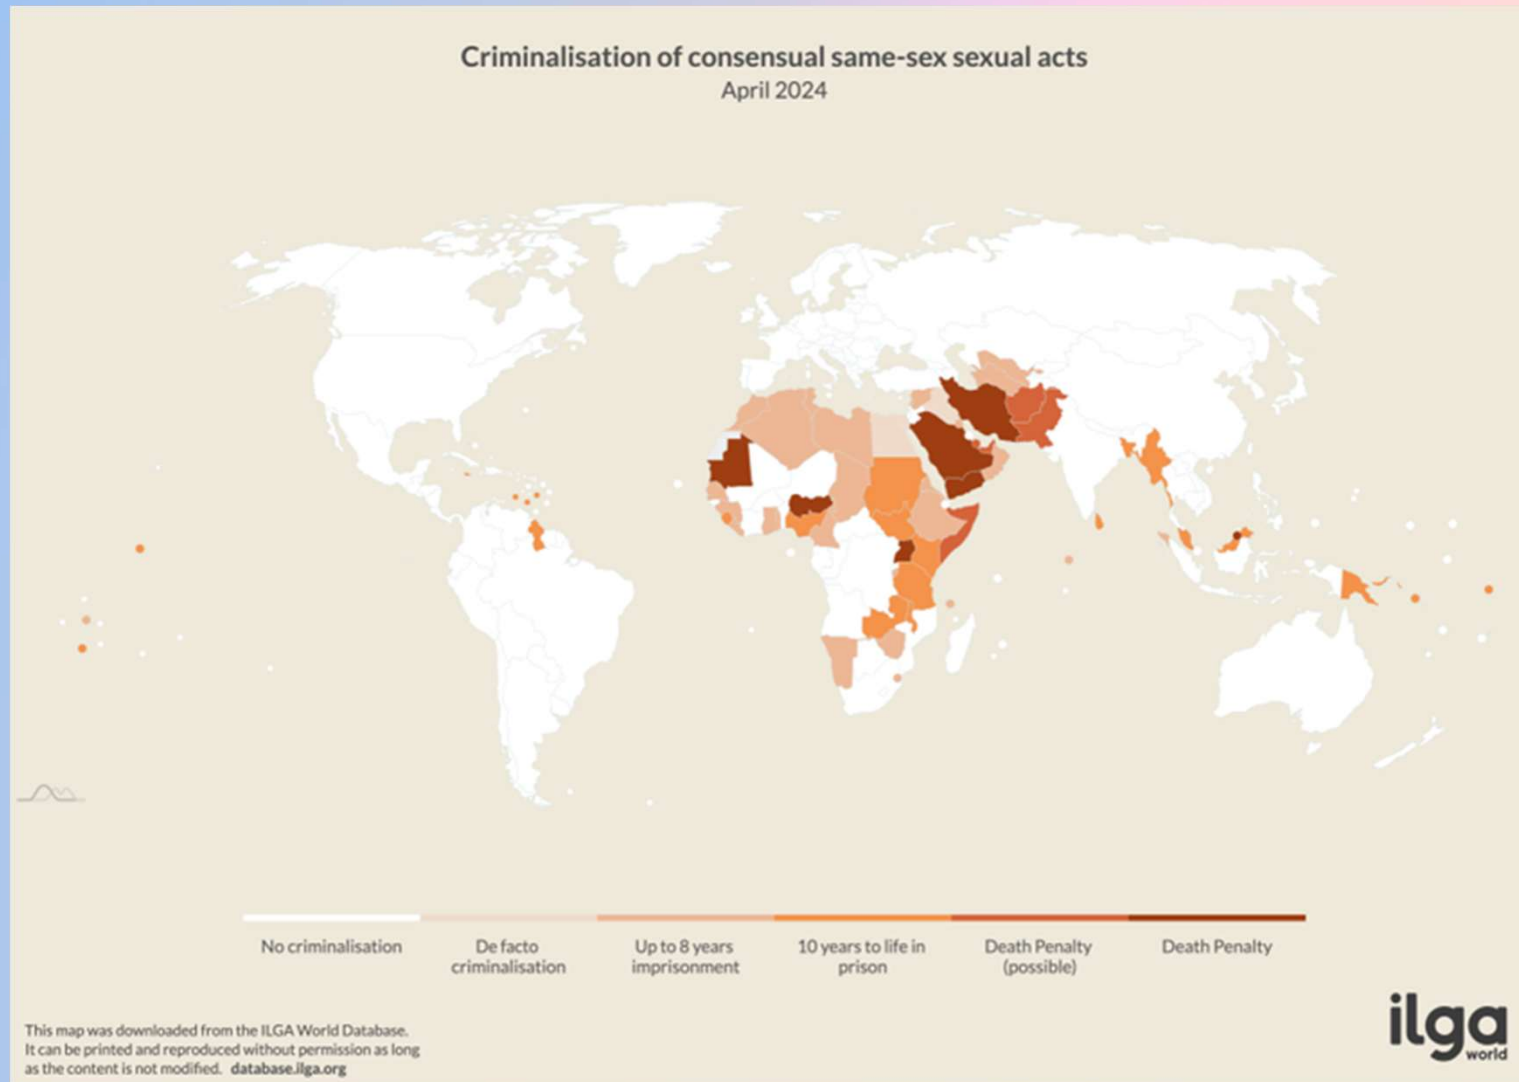 Criminalisation of consensual same-sex sexual acts
April 2024
No criminalisation
De facto
criminalisation
Up to 8 years
imprisonment
10 years to life in
prison
Death Penalty
(possible)
Death Penalty
This map was downloaded from the ILGA World Database.
It can be printed and reproduced without permission as long
as the content is not modified. database.ilga.org
ilga
world